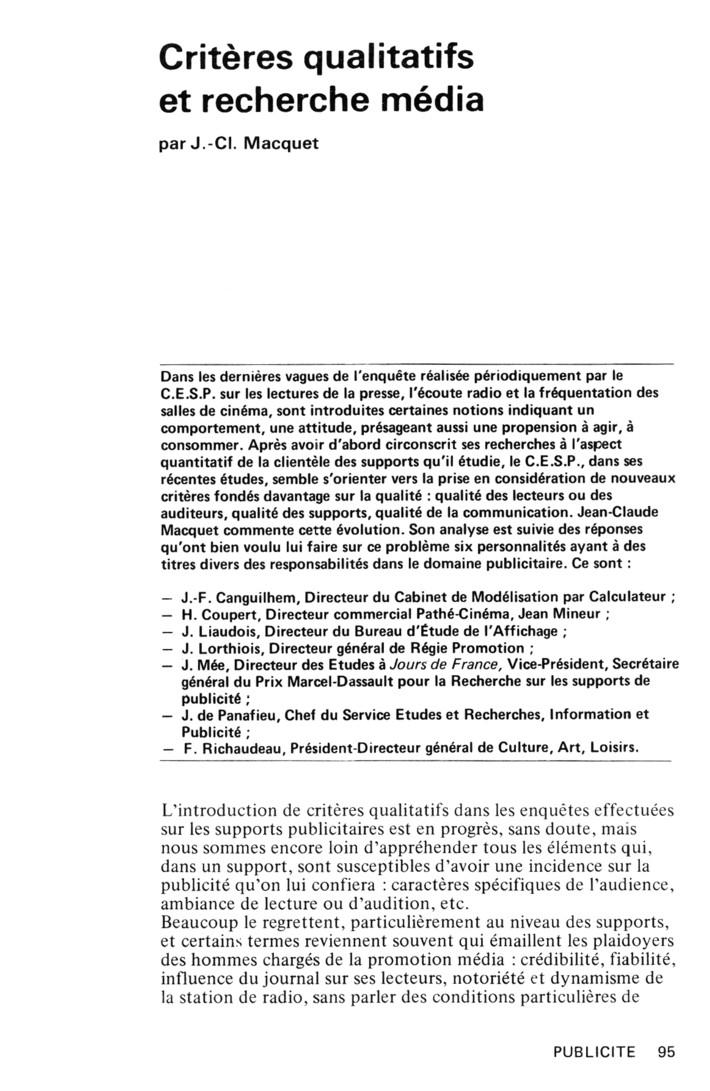 Critères qualitatifs
et recherche média
par J.-Cl. Macquet
Dans les dernières vagues de l'enquête réalisée périodiquement par le
C.E.S.P. sur les lectures de la presse, l'écoute radio et la fréquentation des
salles de cinéma, sont introduites certaines notions indiquant un
comportement, une attitude, présageant aussi une propension à agir, à
consommer. Après avoir d'abord circonscrit ses recherches à l'aspect
quantitatif de la clientèle des supports qu'il étudie, le C.E.S.P., dans ses
récentes études, semble s'orienter vers la prise en considération de nouveaux
critères fondés davantage sur la qualité : qualité des lecteurs ou des
auditeurs, qualité des supports, qualité de la communication. Jean-Claude
Macquet commente cette évolution. Son analyse est suivie des réponses
qu'ont bien voulu lui faire sur ce problème six personnalités ayant à des
titres divers des responsabilités dans le domaine publicitaire. Ce sont :
— J.-F. Canguilhem, Directeur du Cabinet de Modélisation par Calculateur ;
— H. Coupert, Directeur commercial Pathé-Cinéma, Jean Mineur ;
— J. Liaudois, Directeur du Bureau d'Étude de l'Affichage ;
— J. Lorthiois, Directeur général de Régie Promotion ;
— J. Mée, Directeur des Etudes à Jours de France, Vice-Président, Secrétaire
général du Prix Marcel-Dassault pour la Recherche sur les supports de
publicité ;
— J. de Panafieu, Chef du Service Etudes et Recherches, Information et
Publicité ;
— F. Richaudeau, Président-Directeur général de Culture, Art, Loisirs.
L'introduction de critères qualitatifs dans les enquêtes effectuées
sur les supports publicitaires est en progrès, sans doute, mais
nous sommes encore loin d'appréhender tous les éléments qui,
dans un support, sont susceptibles d'avoir une incidence sur la
publicité qu'on lui confiera : caractères spécifiques de l'audience,
ambiance de lecture ou d'audition, etc.
Beaucoup le regrettent, particulièrement au niveau des supports,
et certains termes reviennent souvent qui émaillent les plaidoyers
des hommes chargés de la promotion média : crédibilité, fiabilité,
influence du journal sur ses lecteurs, notoriété et dynamisme de
la station de radio, sans parler des conditions particulières de
PUBLICITE 95